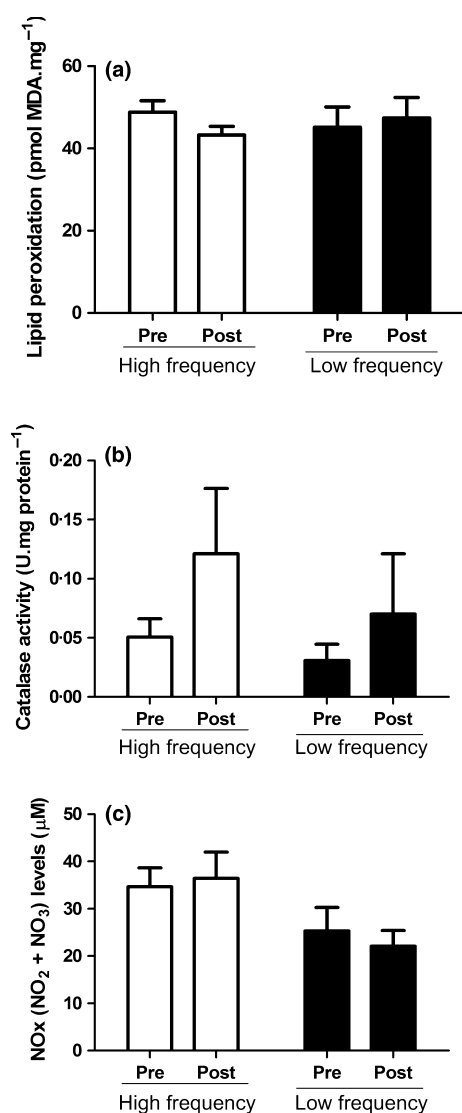 (a)
Lipid peroxidation (pmol MDA.mg⁻¹)
60
40
20
0
Pre Post Pre Post
High frequency Low frequency
(b)
Catalase activity (U.mg protein⁻¹)
0·20
0·15
0·10
0·05
0·00
Pre Post Pre Post
High frequency Low frequency
(c)
NOx (NO₂ + NO₃) levels (µM)
50
40
30
20
10
0
Pre Post Pre Post
High frequency Low frequency